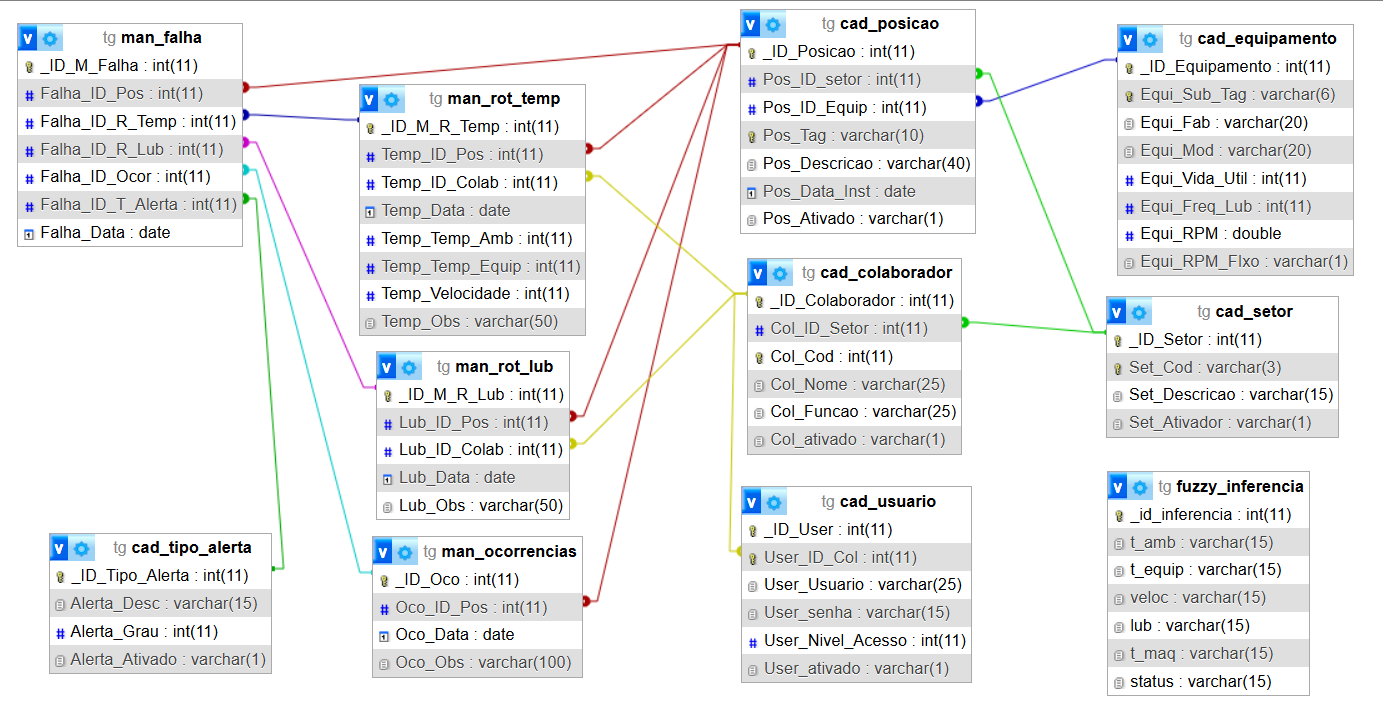 tg man_falha
_ID_M_Falha : int(11)
Falha_ID_Pos : int(11)
Falha_ID_R_Temp : int(11)
Falha_ID_R_Lub : int(11)
Falha_ID_Ocor : int(11)
Falha_ID_T_Alerta : int(11)
Falha_Data : date
tg man_rot_temp
_ID_M_R_Temp : int(11)
Temp_ID_Pos : int(11)
Temp_ID_Colab : int(11)
Temp_Data : date
Temp_Temp_Amb : int(11)
Temp_Temp_Equip : int(11)
Temp_Velocidade : int(11)
Temp_Obs : varchar(50)
tg man_rot_lub
_ID_M_R_Lub : int(11)
Lub_ID_Pos : int(11)
Lub_ID_Colab : int(11)
Lub_Data : date
Lub_Obs : varchar(50)
tg cad_tipo_alerta
_ID_Tipo_Alerta : int(11)
Alerta_Desc : varchar(15)
Alerta_Grau : int(11)
Alerta_Ativado : varchar(1)
tg man_ocorrencias
_ID_Oco : int(11)
Oco_ID_Pos : int(11)
Oco_Data : date
Oco_Obs : varchar(100)
tg cad_posicao
_ID_Posicao : int(11)
Pos_ID_setor : int(11)
Pos_ID_Equip : int(11)
Pos_Tag : varchar(10)
Pos_Descricao : varchar(40)
Pos_Data_Inst : date
Pos_Ativado : varchar(1)
tg cad_colaborador
_ID_Colaborador : int(11)
Col_ID_Setor : int(11)
Col_Cod : int(11)
Col_Nome : varchar(25)
Col_Funcao : varchar(25)
Col_ativado : varchar(1)
tg cad_usuario
_ID_User : int(11)
User_ID_Col : int(11)
User_Usuario : varchar(25)
User_senha : varchar(15)
User_Nivel_Acesso : int(11)
User_ativado : varchar(1)
tg cad_equipamento
_ID_Equipamento : int(11)
Equi_Sub_Tag : varchar(6)
Equi_Fab : varchar(20)
Equi_Mod : varchar(20)
Equi_Vida_Util : int(11)
Equi_Freq_Lub : int(11)
Equi_RPM : double
Equi_RPM_FIxo : varchar(1)
tg cad_setor
_ID_Setor : int(11)
Set_Cod : varchar(3)
Set_Descricao : varchar(15)
Set_Ativador : varchar(1)
tg fuzzy_inferencia
_id_inferencia : int(11)
t_amb : varchar(15)
t_equip : varchar(15)
veloc : varchar(15)
lub : varchar(15)
t_maq : varchar(15)
status : varchar(15)